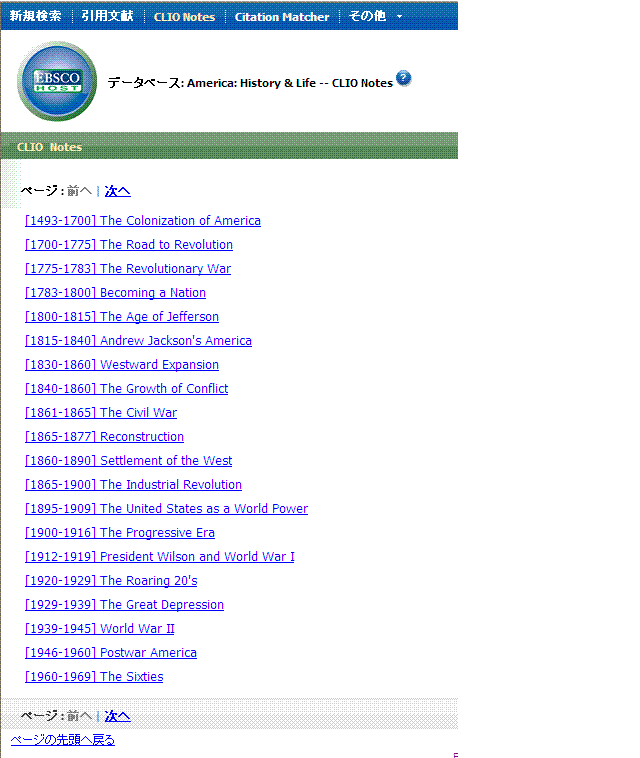 新規検索 引用文献 CLIO Notes Citation Matcher その他
EBSCO
HOST
データベース: America: History & Life -- CLIO Notes ?
CLIO Notes
ページ : 前へ | 次へ
[1493-1700] The Colonization of America
[1700-1775] The Road to Revolution
[1775-1783] The Revolutionary War
[1783-1800] Becoming a Nation
[1800-1815] The Age of Jefferson
[1815-1840] Andrew Jackson's America
[1830-1860] Westward Expansion
[1840-1860] The Growth of Conflict
[1861-1865] The Civil War
[1865-1877] Reconstruction
[1860-1890] Settlement of the West
[1865-1900] The Industrial Revolution
[1895-1909] The United States as a World Power
[1900-1916] The Progressive Era
[1912-1919] President Wilson and World War I
[1920-1929] The Roaring 20's
[1929-1939] The Great Depression
[1939-1945] World War II
[1946-1960] Postwar America
[1960-1969] The Sixties
ページ : 前へ | 次へ
ページの先頭へ戻る